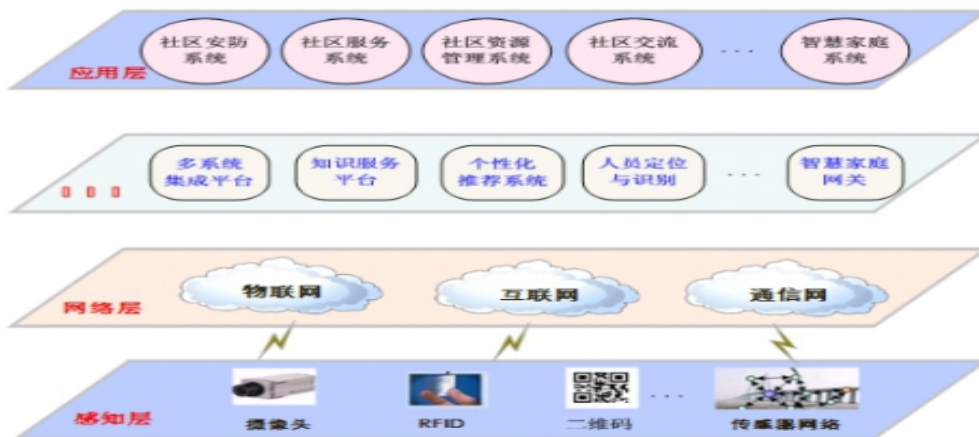 社区安防
系统
社区服务
系统
社区资源
管理系统
社区交流
系统
...
智慧家庭
系统
应用层
多系统
集成平台
知识服务
平台
个性化
推荐系统
人员定位
与识别
...
智慧家庭
网关
物联网
互联网
通信网
网络层
...
感知层
摄像头
RFID
二维码
传感器网络